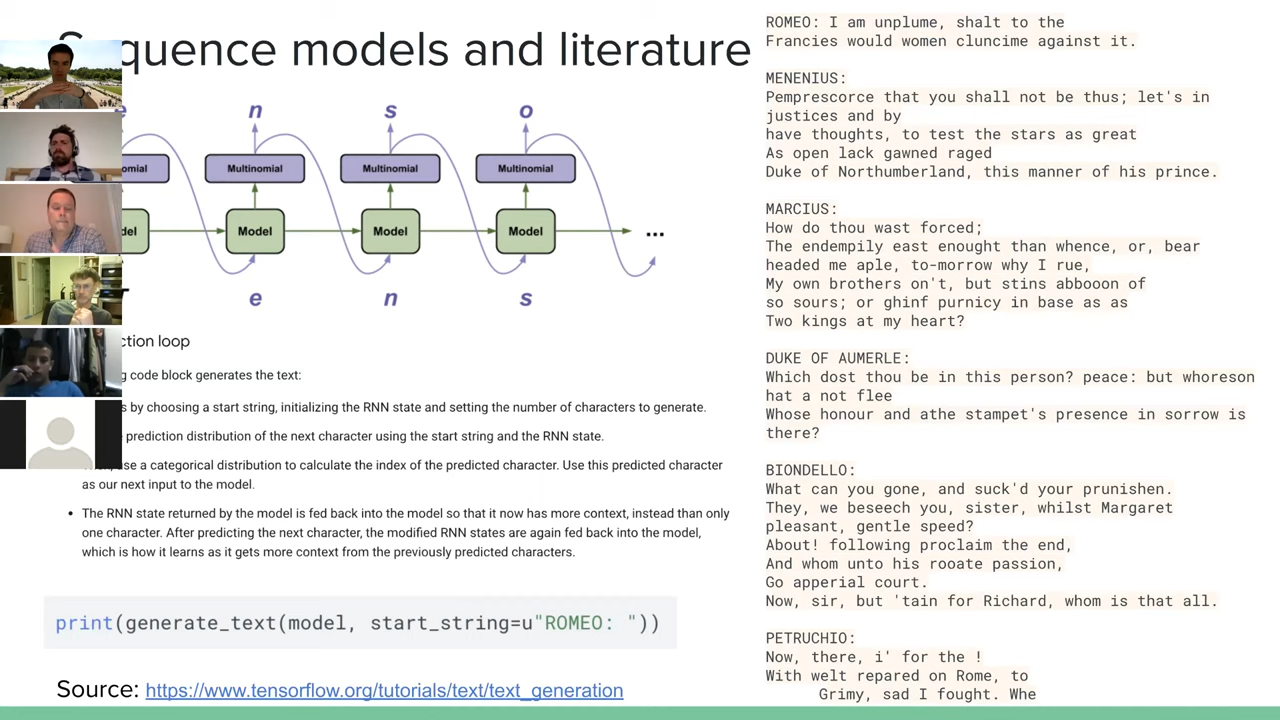 quence models and literature
e n s o
omial Multinomial Multinomial Multinomial
del Model Model Model ...
e n s
ction loop
g code block generates the text:
s by choosing a start string, initializing the RNN state and setting the number of characters to generate.
prediction distribution of the next character using the start string and the RNN state.
use a categorical distribution to calculate the index of the predicted character. Use this predicted character
as our next input to the model.
• The RNN state returned by the model is fed back into the model so that it now has more context, instead than only
one character. After predicting the next character, the modified RNN states are again fed back into the model,
which is how it learns as it gets more context from the previously predicted characters.
print(generate_text(model, start_string=u"ROMEO: "))
Source: https://www.tensorflow.org/tutorials/text/text_generation
ROMEO: I am unplume, shalt to the
Francies would women cluncime against it.
MENENIUS:
Pemprescorce that you shall not be thus; let's in
justices and by
have thoughts, to test the stars as great
As open lack gawned raged
Duke of Northumberland, this manner of his prince.
MARCIUS:
How do thou wast forced;
The endempily east enought than whence, or, bear
headed me aple, to-morrow why I rue,
My own brothers on't, but stins abbooon of
so sours; or ghinf purnicy in base as as
Two kings at my heart?
DUKE OF AUMERLE:
Which dost thou be in this person? peace: but whoreson
hat a not flee
Whose honour and athe stampet's presence in sorrow is
there?
BIONDELLO:
What can you gone, and suck'd your prunishen.
They, we beseech you, sister, whilst Margaret
pleasant, gentle speed?
About! following proclaim the end,
And whom unto his rooate passion,
Go apperial court.
Now, sir, but 'tain for Richard, whom is that all.
PETRUCHIO:
Now, there, i' for the !
With welt repared on Rome, to
Grimy, sad I fought. Whe